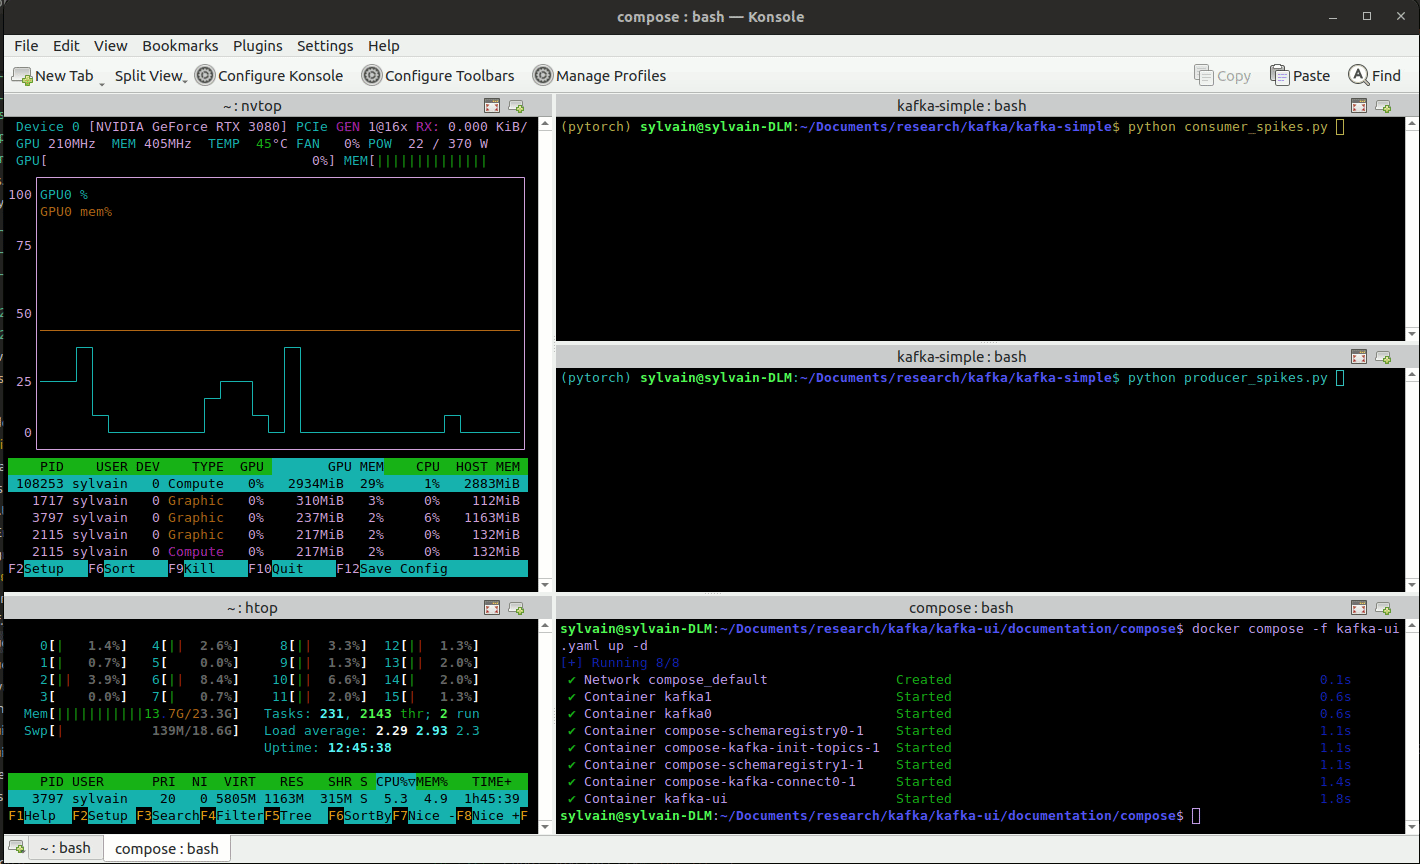 compose : bash — Konsole
File Edit View Bookmarks Plugins Settings Help
New Tab Split View Configure Konsole Configure Toolbars Manage Profiles Copy Paste Find
~ : nvtop
Device 0 [NVIDIA GeForce RTX 3080] PCIe GEN 1@16x RX: 0.000 KiB/
GPU 210MHz MEM 405MHz TEMP 45°C FAN 0% POW 22 / 370 W
GPU[ 0%] MEM[||||||||||||||
100 GPU0 %
GPU0 mem%
75
50
25
0
PID USER DEV TYPE GPU GPU MEM CPU HOST MEM
108253 sylvain 0 Compute 0% 2934MiB 29% 1% 2883MiB
1717 sylvain 0 Graphic 0% 310MiB 3% 0% 112MiB
3797 sylvain 0 Graphic 0% 237MiB 2% 6% 1163MiB
2115 sylvain 0 Graphic 0% 217MiB 2% 0% 132MiB
2115 sylvain 0 Compute 0% 217MiB 2% 0% 132MiB
F2Setup F6Sort F9Kill F10Quit F12Save Config
kafka-simple : bash
(pytorch) sylvain@sylvain-DLM:~/Documents/research/kafka/kafka-simple$ python consumer_spikes.py
kafka-simple : bash
(pytorch) sylvain@sylvain-DLM:~/Documents/research/kafka/kafka-simple$ python producer_spikes.py
~ : htop
0[| 1.4%] 4[|| 2.6%] 8[|| 3.3%] 12[|| 1.3%]
1[| 0.7%] 5[ 0.0%] 9[|| 1.3%] 13[|| 2.0%]
2[|| 3.9%] 6[|| 8.4%] 10[|| 6.6%] 14[| 2.0%]
3[ 0.0%] 7[| 0.7%] 11[|| 2.0%] 15[| 1.3%]
Mem[|||||||||||13.7G/23.3G] Tasks: 231, 2143 thr; 2 run
Swp[| 139M/18.6G] Load average: 2.29 2.93 2.3
Uptime: 12:45:38
PID USER PRI NI VIRT RES SHR S CPU%▽MEM% TIME+
3797 sylvain 20 0 5805M 1163M 315M S 5.3 4.9 1h45:39
F1Help F2Setup F3SearchF4FilterF5Tree F6SortByF7Nice -F8Nice +F
compose : bash
sylvain@sylvain-DLM:~/Documents/research/kafka/kafka-ui/documentation/compose$ docker compose -f kafka-ui
.yaml up -d
[+] Running 8/8
✔ Network compose_default Created 0.1s
✔ Container kafka1 Started 0.6s
✔ Container kafka0 Started 0.6s
✔ Container compose-schemaregistry0-1 Started 1.1s
✔ Container compose-kafka-init-topics-1 Started 1.1s
✔ Container compose-schemaregistry1-1 Started 1.1s
✔ Container compose-kafka-connect0-1 Started 1.4s
✔ Container kafka-ui Started 1.8s
sylvain@sylvain-DLM:~/Documents/research/kafka/kafka-ui/documentation/compose$
~ : bash compose : bash